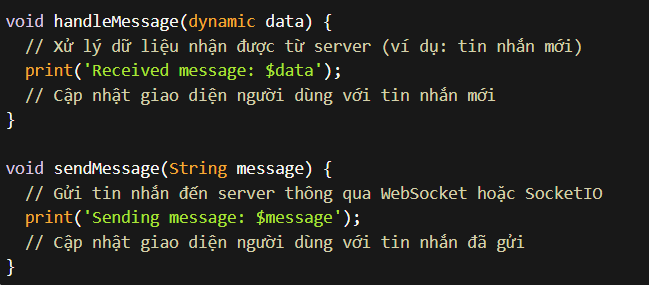 void handleMessage(dynamic data) {
  // Xử lý dữ liệu nhận được từ server (ví dụ: tin nhắn mới)
  print('Received message: $data');
  // Cập nhật giao diện người dùng với tin nhắn mới
}

void sendMessage(String message) {
  // Gửi tin nhắn đến server thông qua WebSocket hoặc SocketIO
  print('Sending message: $message');
  // Cập nhật giao diện người dùng với tin nhắn đã gửi
}